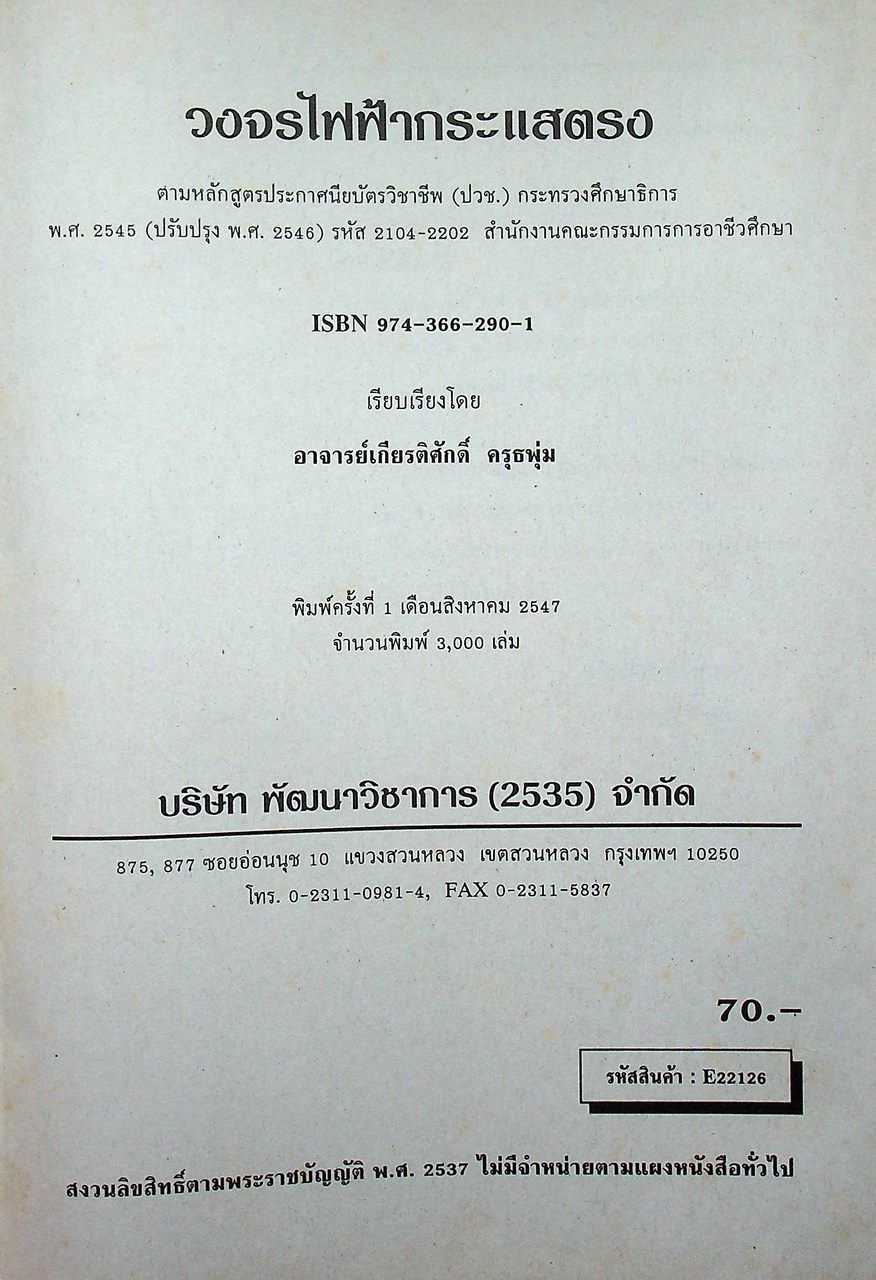 วงจรไฟฟ้ากระแสตรง
ตามหลักสูตรประกาศนียบัตรวิชาชีพ (ปวช.) กระทรวงศึกษาธิการ
พ.ศ. 2545 (ปรับปรุง พ.ศ. 2546) รหัส 2104-2202 สำนักงานคณะกรรมการการอาชีวศึกษา
ISBN 974-366-290-1
เรียบเรียงโดย
อาจารย์เกียรติศักดิ์ ครุธพุ่ม
พิมพ์ครั้งที่ 1 เดือนสิงหาคม 2547
จำนวนพิมพ์ 3,000 เล่ม
บริษัท พัฒนาวิชาการ (2535) จำกัด
875, 877 ซอยอ่อนนุช 10 แขวงสวนหลวง เขตสวนหลวง กรุงเทพฯ 10250
โทร. 0-2311-0981-4, FAX 0-2311-5837
70.-
รหัสสินค้า : E22126
สงวนลิขสิทธิ์ตามพระราชบัญญัติ พ.ศ. 2537 ไม่มีจำหน่ายตามแผงหนังสือทั่วไป